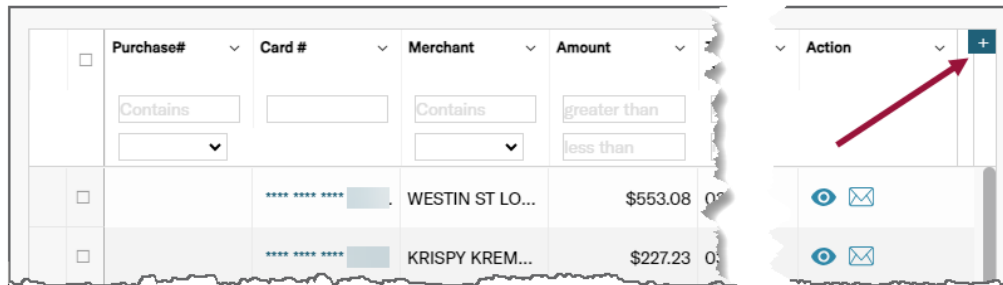 Purchase# Card # Merchant Amount Action +
Contains Contains greater than
less than
**** **** **** . WESTIN ST LO... $553.08
**** **** **** KRISPY KREM... $227.23